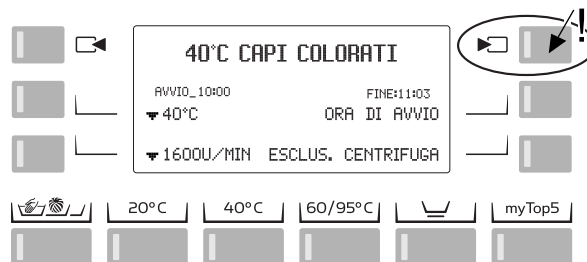 !
40°C CAPI COLORATI
AVVIO_10:00 FINE:11:03
40°C ORA DI AVVIO
1600U/MIN ESCLUS. CENTRIFUGA
20°C 40°C 60/95°C myTop5